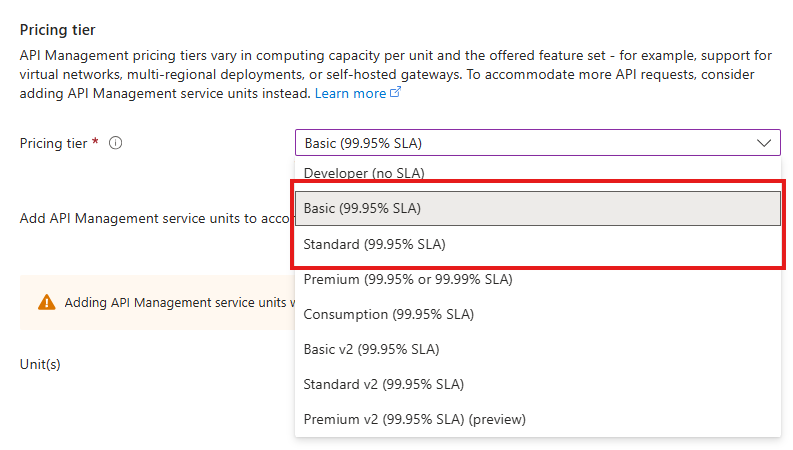 Pricing tier
API Management pricing tiers vary in computing capacity per unit and the offered feature set - for example, support for
virtual networks, multi-regional deployments, or self-hosted gateways. To accommodate more API requests, consider
adding API Management service units instead. Learn more
Pricing tier *
Basic (99.95% SLA)
Developer (no SLA)
Basic (99.95% SLA)
Add API Management service units to
Standard (99.95% SLA)
Premium (99.95% or 99.99% SLA)
Adding API Management service units
Consumption (99.95% SLA)
Basic v2 (99.95% SLA)
Unit(s)
Standard v2 (99.95% SLA)
Premium v2 (99.95% SLA) (preview)